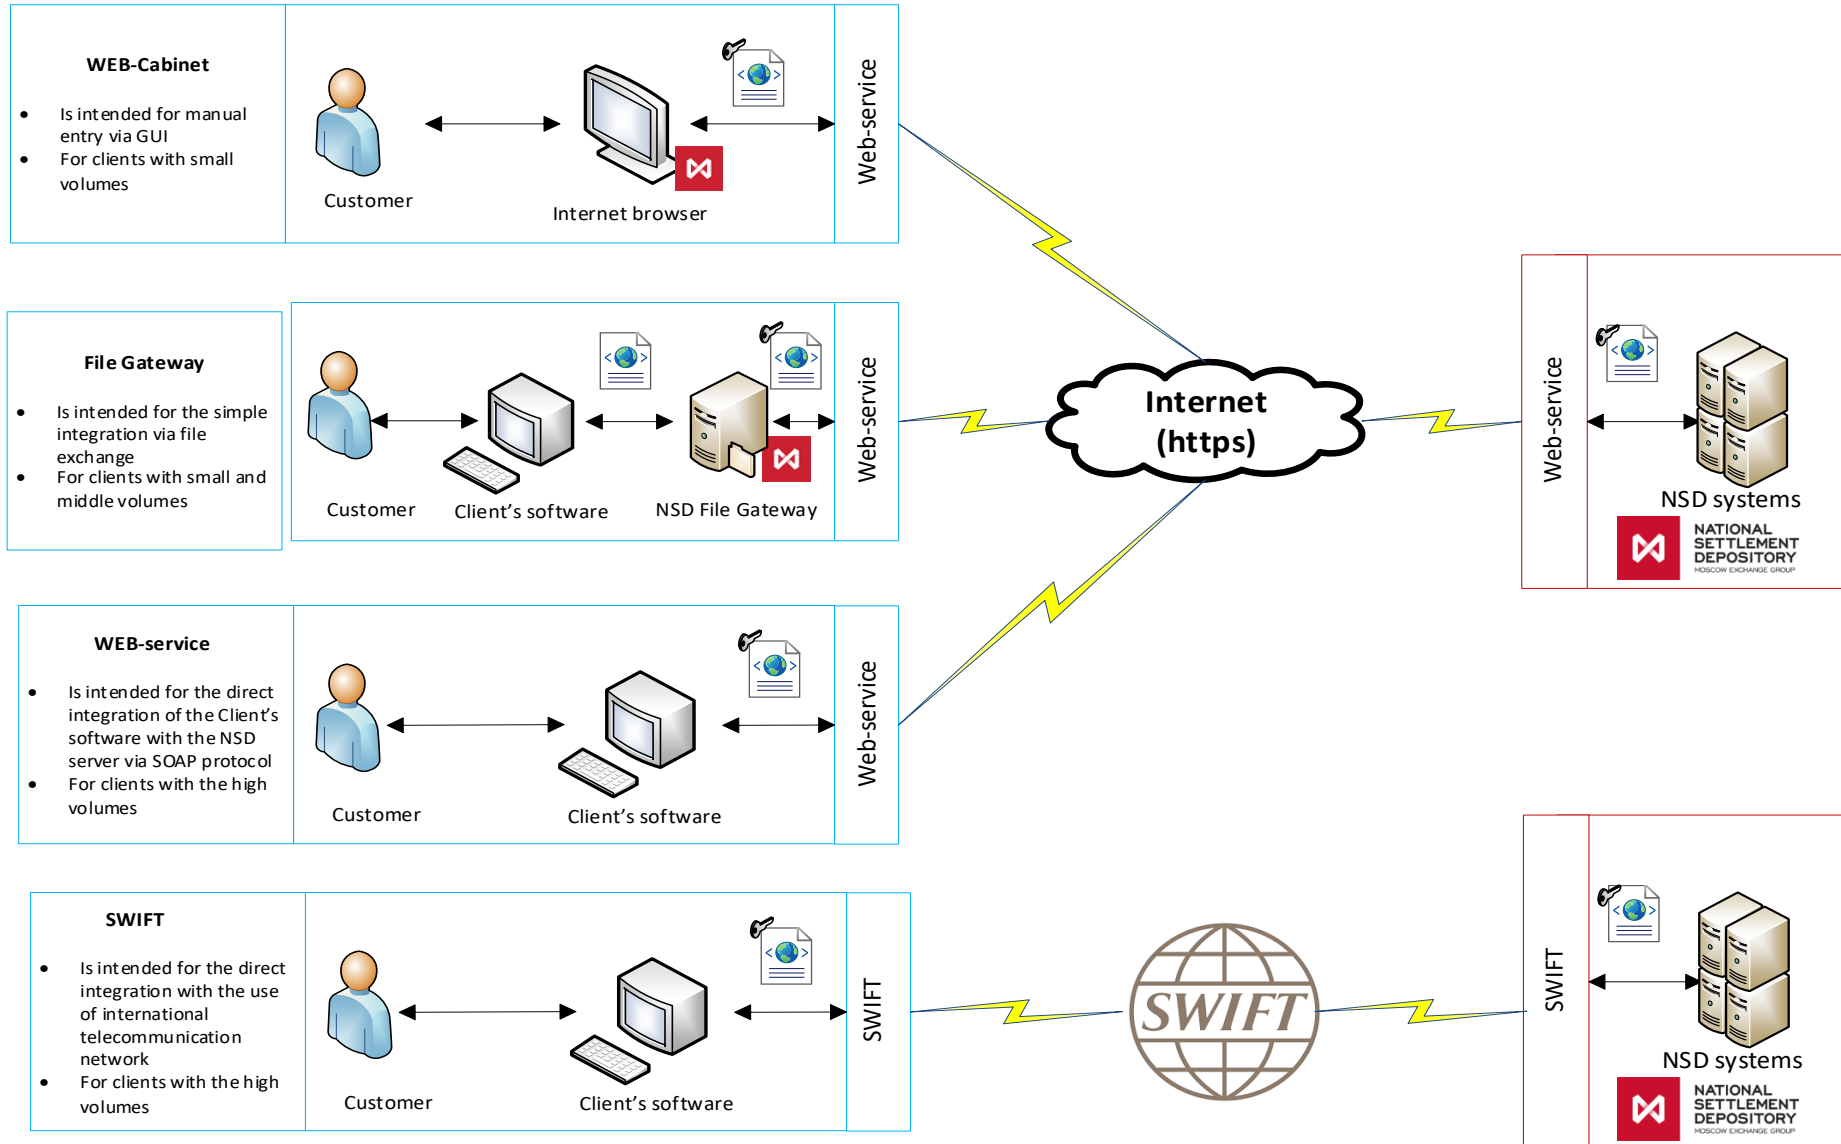 WEB-Cabinet
• Is intended for manual
entry via GUI
• For clients with small
volumes
Customer
Internet browser
Web-service
File Gateway
• Is intended for the simple
integration via file
exchange
• For clients with small and
middle volumes
Customer
Client’s software
NSD File Gateway
Web-service
Internet
(https)
Web-service
NSD systems
NATIONAL
SETTLEMENT
DEPOSITORY
MOSCOW EXCHANGE GROUP
WEB-service
• Is intended for the direct
integration of the Client’s
software with the NSD
server via SOAP protocol
• For clients with the high
volumes
Customer
Client’s software
Web-service
SWIFT
• Is intended for the direct
integration with the use
of international
telecommunication
network
• For clients with the high
volumes
Customer
Client’s software
SWIFT
SWIFT
SWIFT
NSD systems
NATIONAL
SETTLEMENT
DEPOSITORY
MOSCOW EXCHANGE GROUP